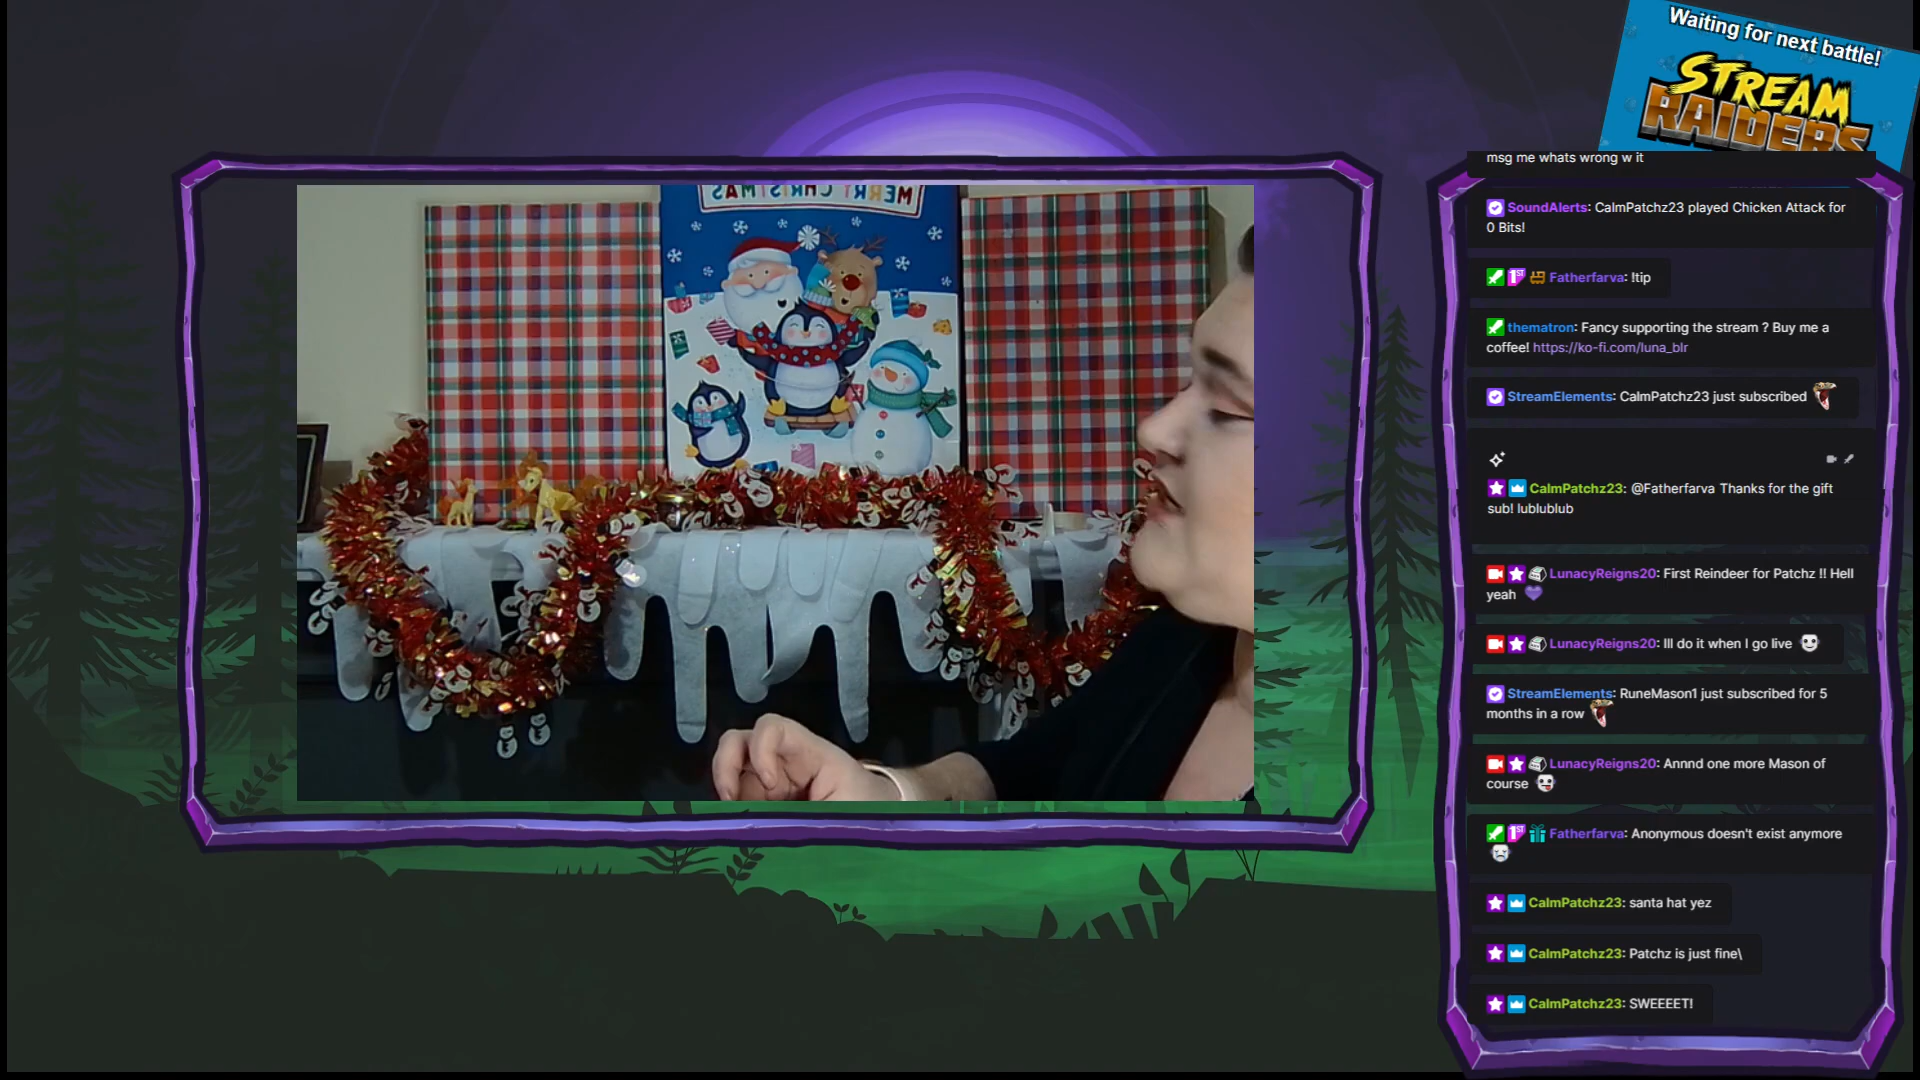 Waiting for next battle!
STREAM
RAIDERS
MERRY CHRISTMAS
msg me whats wrong w it
SoundAlerts: CalmPatchz23 played Chicken Attack for
0 Bits!
1ST Fatherfarva: !tip
thematron: Fancy supporting the stream ? Buy me a
coffee! https://ko-fi.com/luna_blr
StreamElements: CalmPatchz23 just subscribed
CalmPatchz23: @Fatherfarva Thanks for the gift
sub! lublublub
LunacyReigns20: First Reindeer for Patchz !! Hell
yeah
LunacyReigns20: Ill do it when I go live
StreamElements: RuneMason1 just subscribed for 5
months in a row
LunacyReigns20: Annnd one more Mason of
course
1ST Fatherfarva: Anonymous doesn't exist anymore
CalmPatchz23: santa hat yez
CalmPatchz23: Patchz is just fine\
CalmPatchz23: SWEEEET!